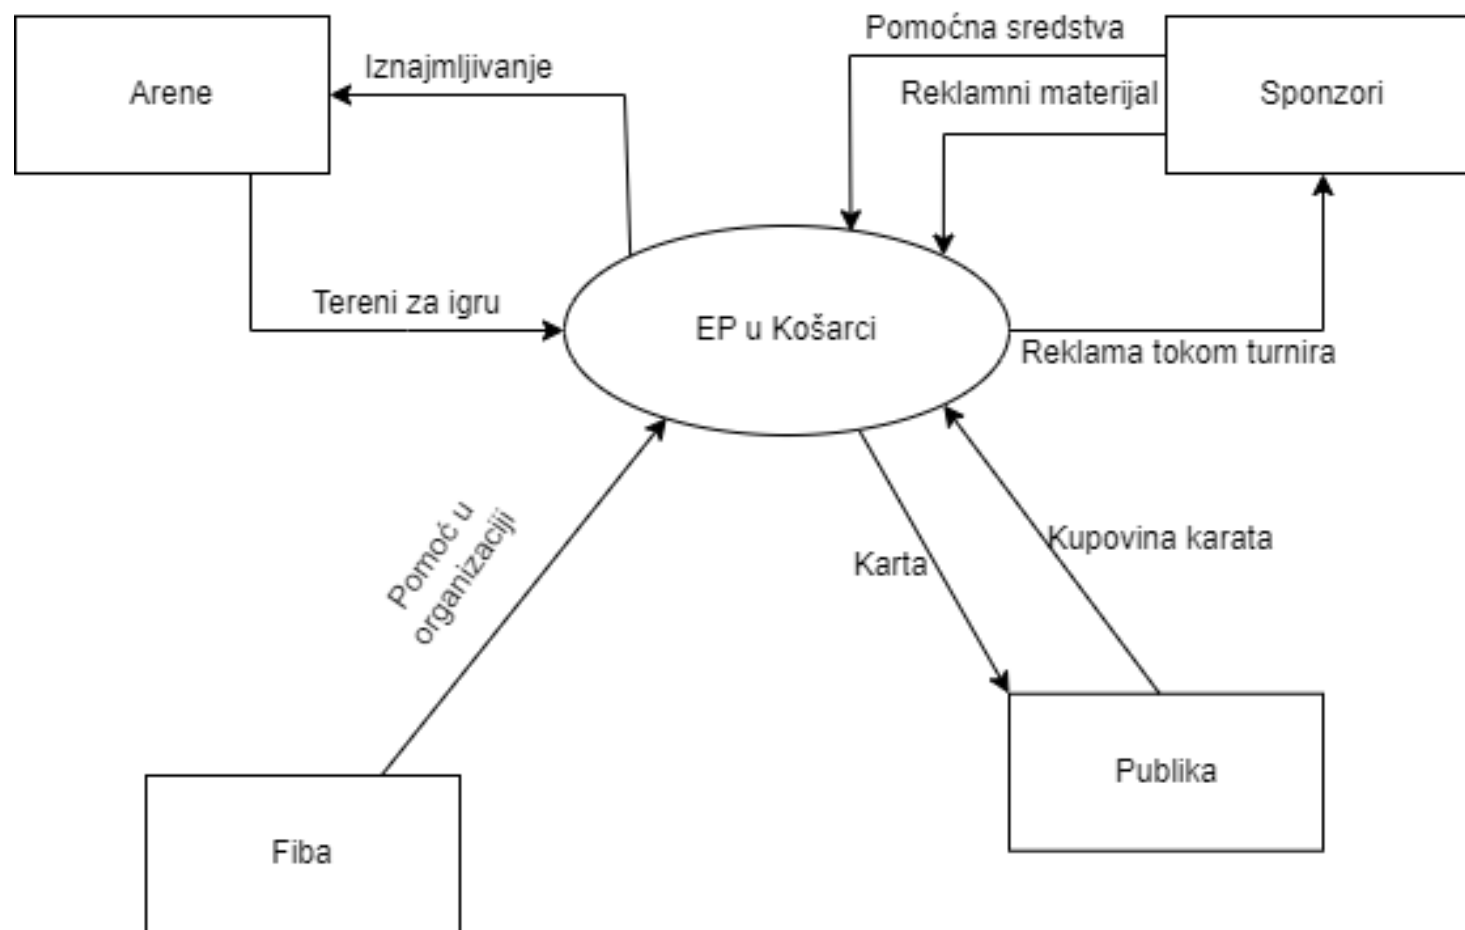 Pomoćna sredstva
Iznajmljivanje
Arene
Reklamni materijal
Sponzori
Tereni za igru
EP u Košarci
Reklama tokom turnira
Pomoć u
organizaciji
Karta
Kupovina karata
Publika
Fiba